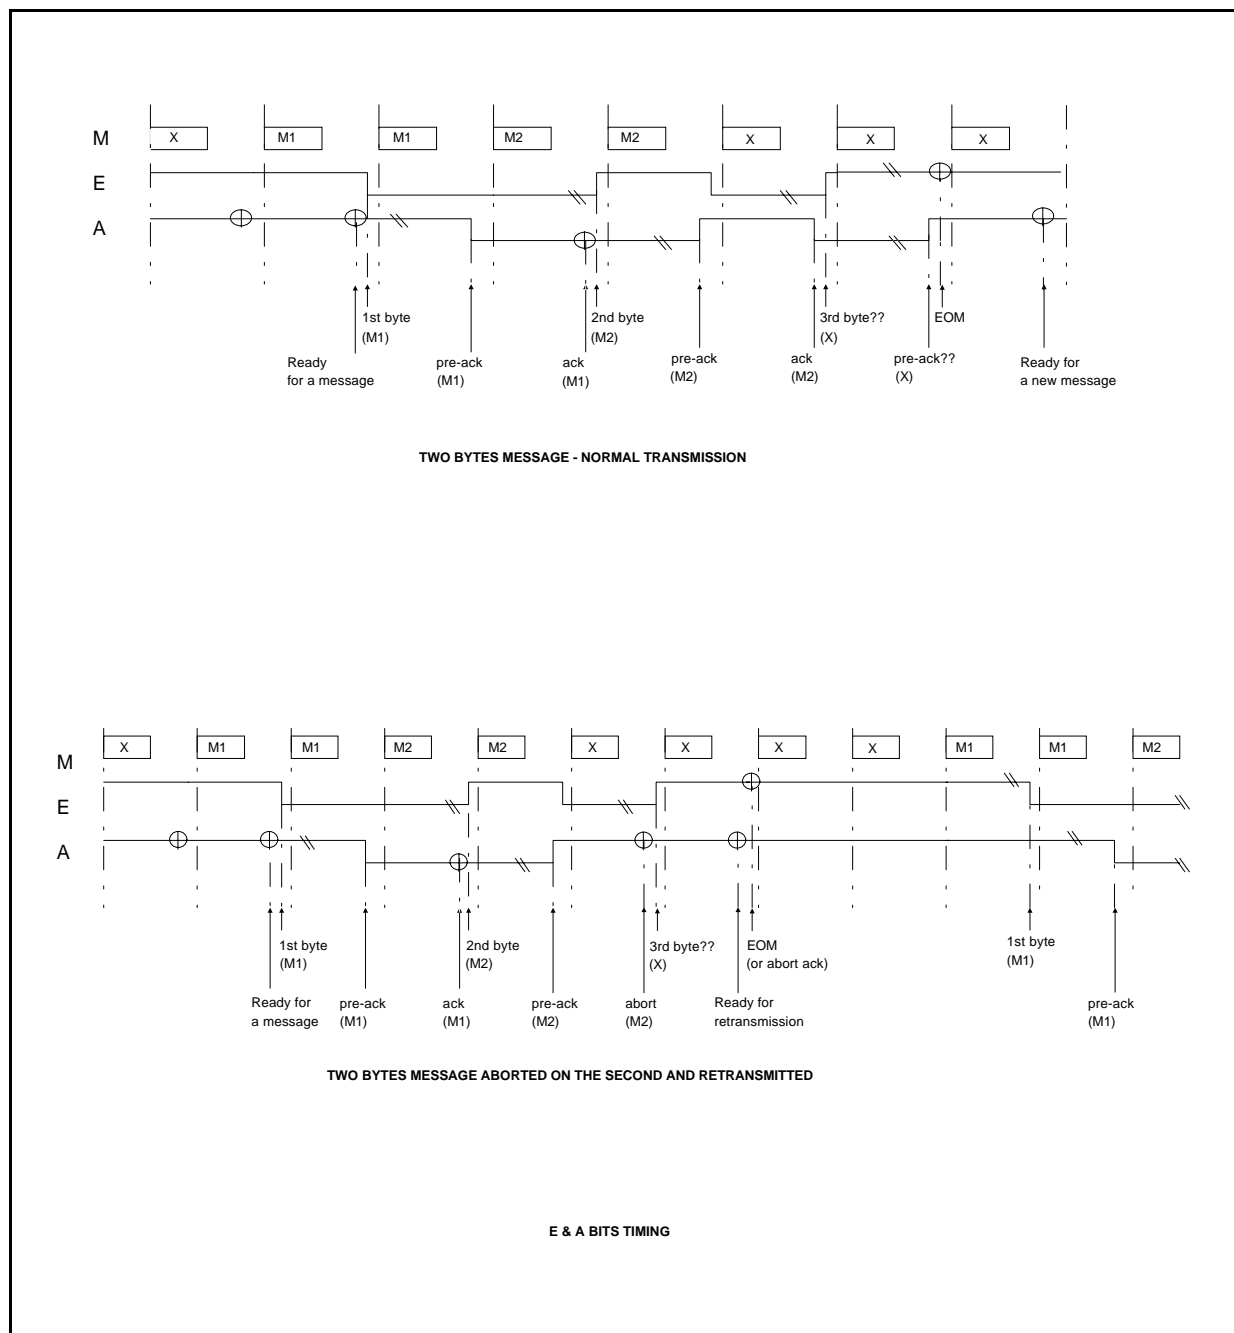 M
X M1 M1 M2 M2 X X X
E
A
1st byte 2nd byte 3rd byte?? EOM
(M1) (M2) (X)
Ready pre-ack ack pre-ack ack pre-ack?? Ready for
for a message (M1) (M1) (M2) (M2) (X) a new message
TWO BYTES MESSAGE - NORMAL TRANSMISSION
X M1 M1 M2 M2 X X X X M1 M1 M2
M
E
A
1st byte 2nd byte 3rd byte?? EOM 1st byte
(M1) (M2) (X) (or abort ack) (M1)
Ready for pre-ack ack pre-ack abort Ready for pre-ack
a message (M1) (M1) (M2) (M2) retransmission (M1)
TWO BYTES MESSAGE ABORTED ON THE SECOND AND RETRANSMITTED
E & A BITS TIMING